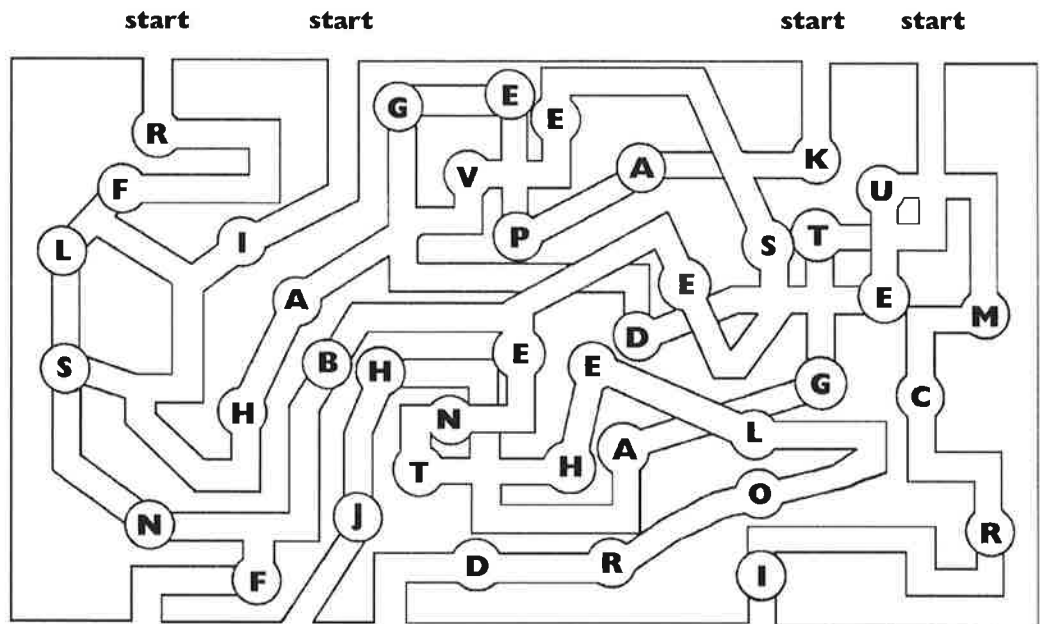 start start start start
G E E
R
A K
F V U
I P S T
L
A E E M
D
S B H E E
G C
H N
A L
T H
O
N J R
D R I
F